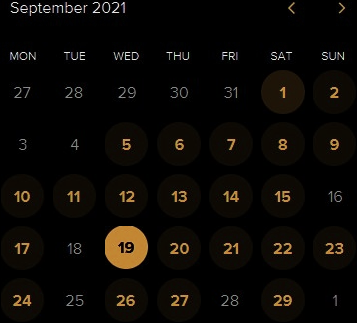 September 2021 < >
MON TUE WED THU FRI SAT SUN
27 28 29 30 31 1 2
3 4 5 6 7 8 9
10 11 12 13 14 15 16
17 18 19 20 21 22 23
24 25 26 27 28 29 1